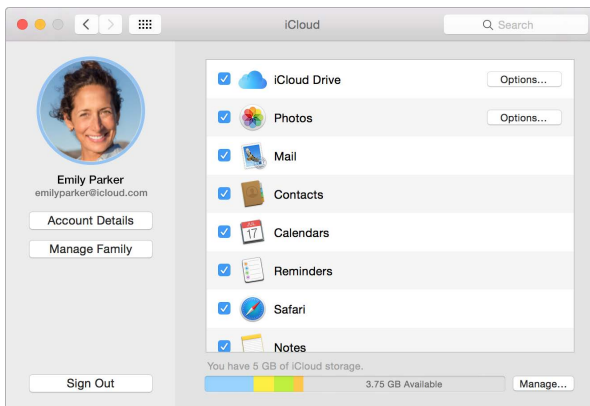 iCloud
Search
Emily Parker
emilyparker@icloud.com
Account Details
Manage Family
Sign Out
iCloud Drive
Options...
Photos
Options...
Mail
Contacts
JUL
17
Calendars
Reminders
Safari
Notes
You have 5 GB of iCloud storage.
3.75 GB Available
Manage...